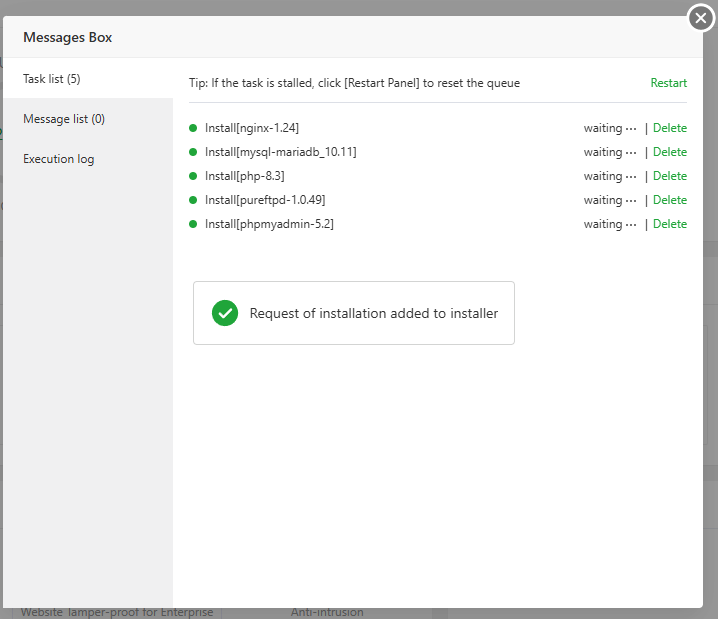 Messages Box
Task list (5)
Message list (0)
Execution log
Tip: If the task is stalled, click [Restart Panel] to reset the queue
Restart
Install[nginx-1.24] waiting ··· | Delete
Install[mysql-mariadb_10.11] waiting ··· | Delete
Install[php-8.3] waiting ··· | Delete
Install[pureftpd-1.0.49] waiting ··· | Delete
Install[phpmyadmin-5.2] waiting ··· | Delete
Request of installation added to installer
Website Tamper-proof for Enterprise
Anti-intrusion